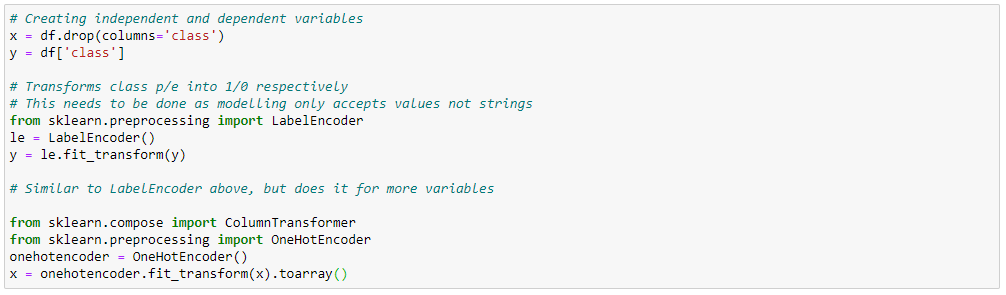 # Creating independent and dependent variables
x = df.drop(columns='class')
y = df['class']
# Transforms class p/e into 1/0 respectively
# This needs to be done as modelling only accepts values not strings
from sklearn.preprocessing import LabelEncoder
le = LabelEncoder()
y = le.fit_transform(y)
# Similar to LabelEncoder above, but does it for more variables
from sklearn.compose import ColumnTransformer
from sklearn.preprocessing import OneHotEncoder
onehotencoder = OneHotEncoder()
x = onehotencoder.fit_transform(x).toarray()